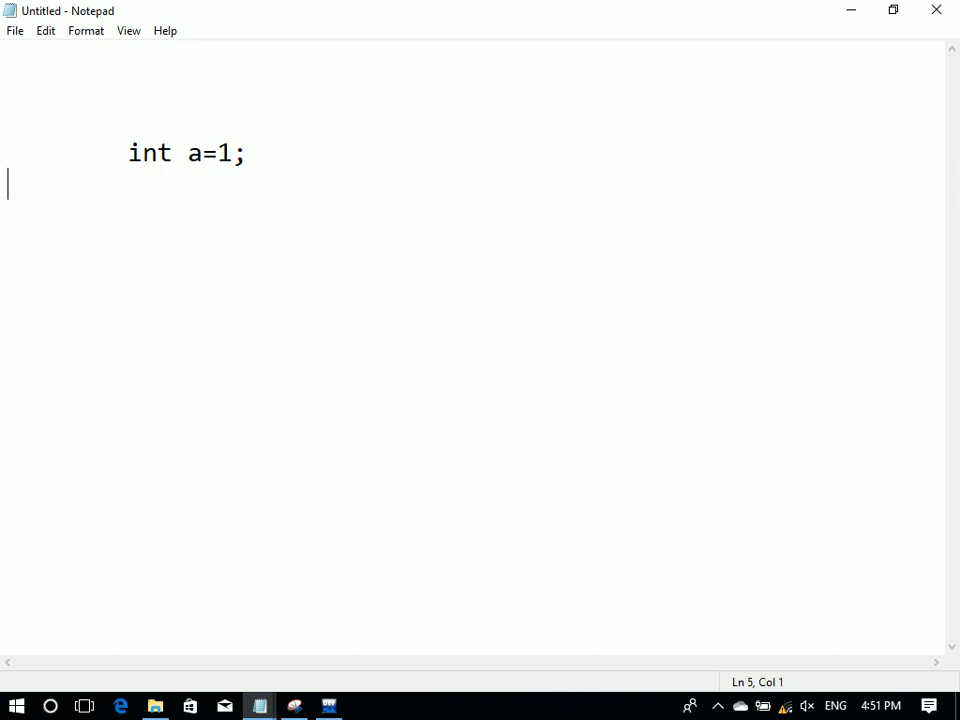 Untitled - Notepad
File Edit Format View Help
int a=1;
Ln 5, Col 1
ENG 4:51 PM